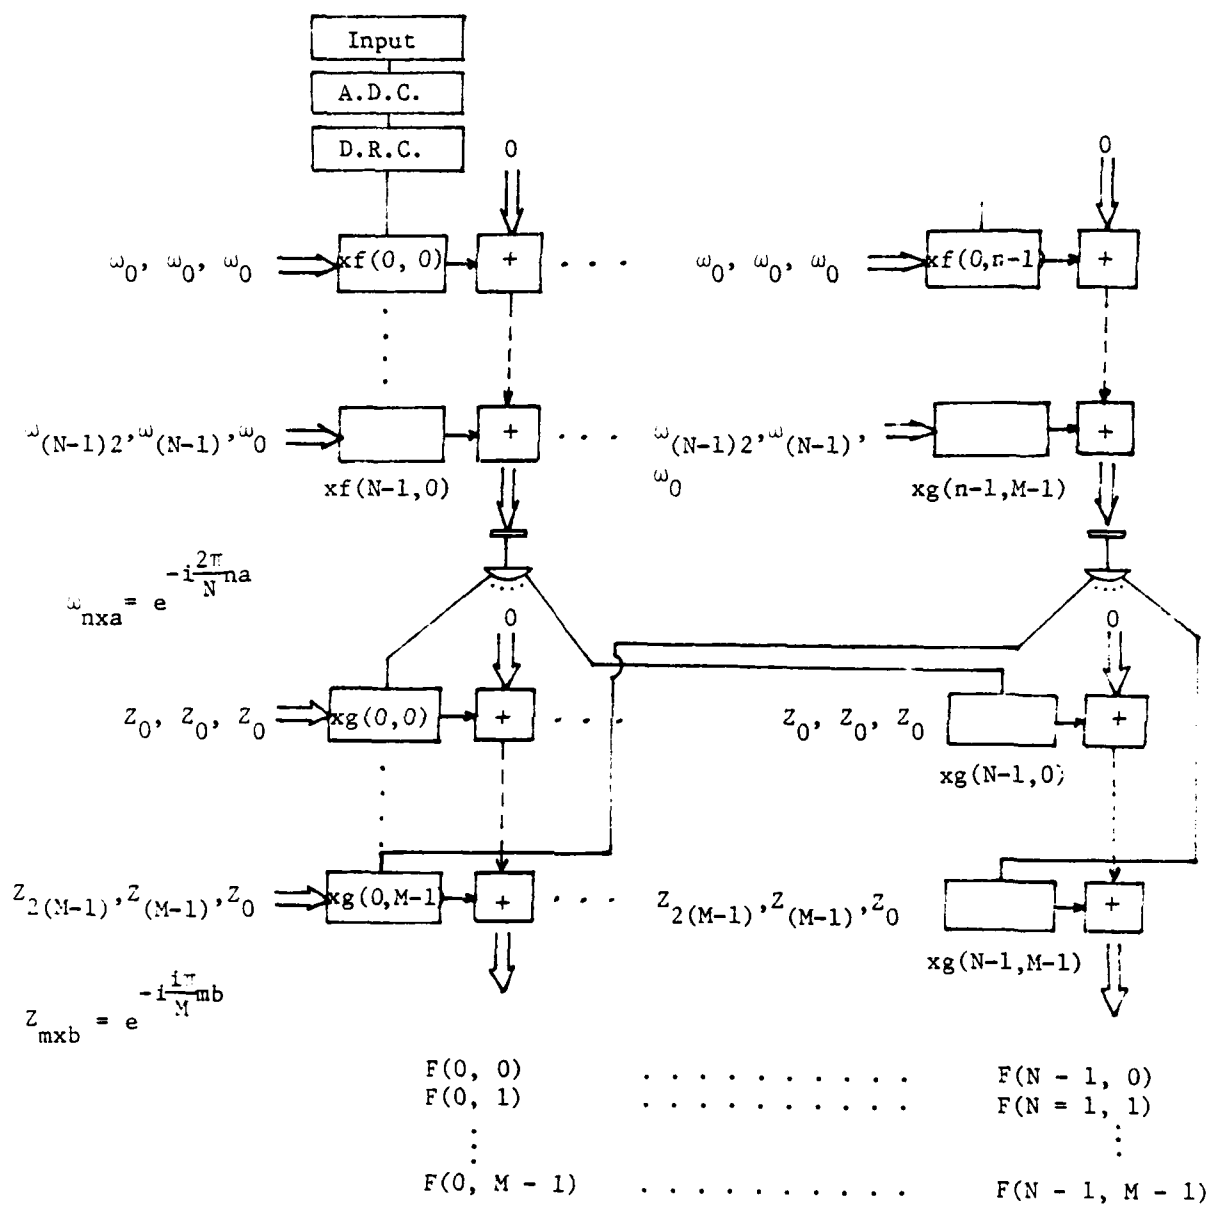 Input
A.D.C.
D.R.C.
0 0
ω0, ω0, ω0 xf(0, 0) + . . . ω0, ω0, ω0 xf(0,n-1 +
ω(N-1)2,ω(N-1),ω0 + . . . ω(N-1)2,ω(N-1), +
ω0
xf(N-1,0) xg(n-1,M-1)
ωnxa= e -i 2π/N na
0 0
Z0, Z0, Z0 xg(0,0) + . . . Z0, Z0, Z0 +
xg(N-1,0)
Z2(M-1),Z(M-1),Z0 xg(0,M-1 + . . . Z2(M-1),Z(M-1),Z0 +
xg(N-1,M-1)
Zmxb = e -i iπ/M mb
F(0, 0) . . . . . . . . . . F(N - 1, 0)
F(0, 1) . . . . . . . . . . F(N = 1, 1)
F(0, M - 1) . . . . . . . . . . F(N - 1, M - 1)